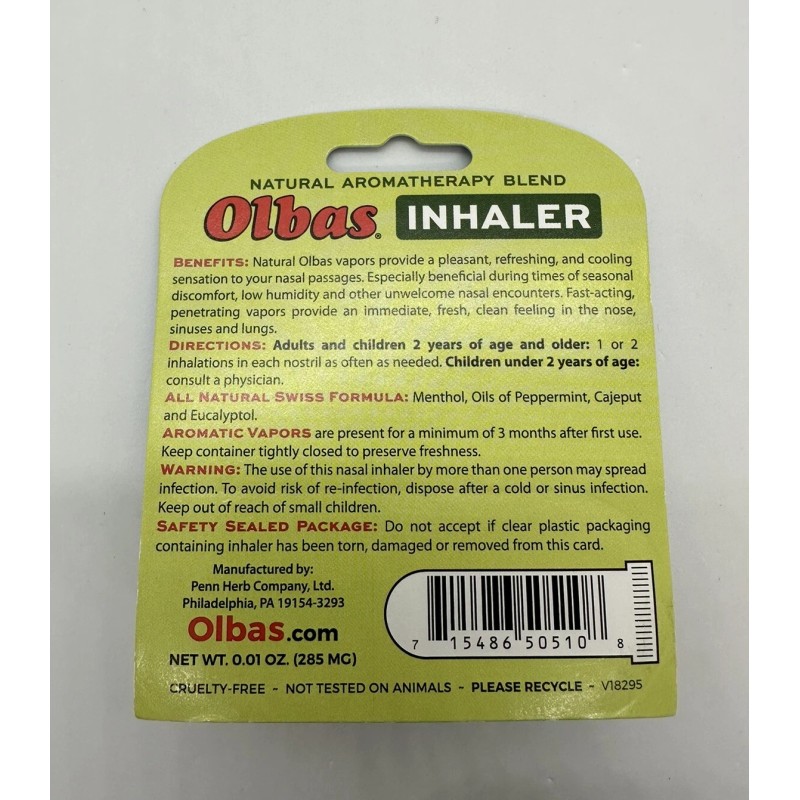 NATURAL AROMATHERAPY BLEND
Olbas® INHALER
BENEFITS: Natural Olbas vapors provide a pleasant, refreshing, and cooling
sensation to your nasal passages. Especially beneficial during times of seasonal
discomfort, low humidity and other unwelcome nasal encounters. Fast-acting,
penetrating vapors provide an immediate, fresh, clean feeling in the nose,
sinuses and lungs.
DIRECTIONS: Adults and children 2 years of age and older: 1 or 2
inhalations in each nostril as often as needed. Children under 2 years of age:
consult a physician.
ALL NATURAL SWISS FORMULA: Menthol, Oils of Peppermint, Cajeput
and Eucalyptol.
AROMATIC VAPORS are present for a minimum of 3 months after first use.
Keep container tightly closed to preserve freshness.
WARNING: The use of this nasal inhaler by more than one person may spread
infection. To avoid risk of re-infection, dispose after a cold or sinus infection.
Keep out of reach of small children.
SAFETY SEALED PACKAGE: Do not accept if clear plastic packaging
containing inhaler has been torn, damaged or removed from this card.
Manufactured by:
Penn Herb Company, Ltd.
Philadelphia, PA 19154-3293
Olbas.com
NET WT. 0.01 OZ. (285 MG)
7 15486 50510 8
CRUELTY-FREE ~ NOT TESTED ON ANIMALS ~ PLEASE RECYCLE ~ V18295